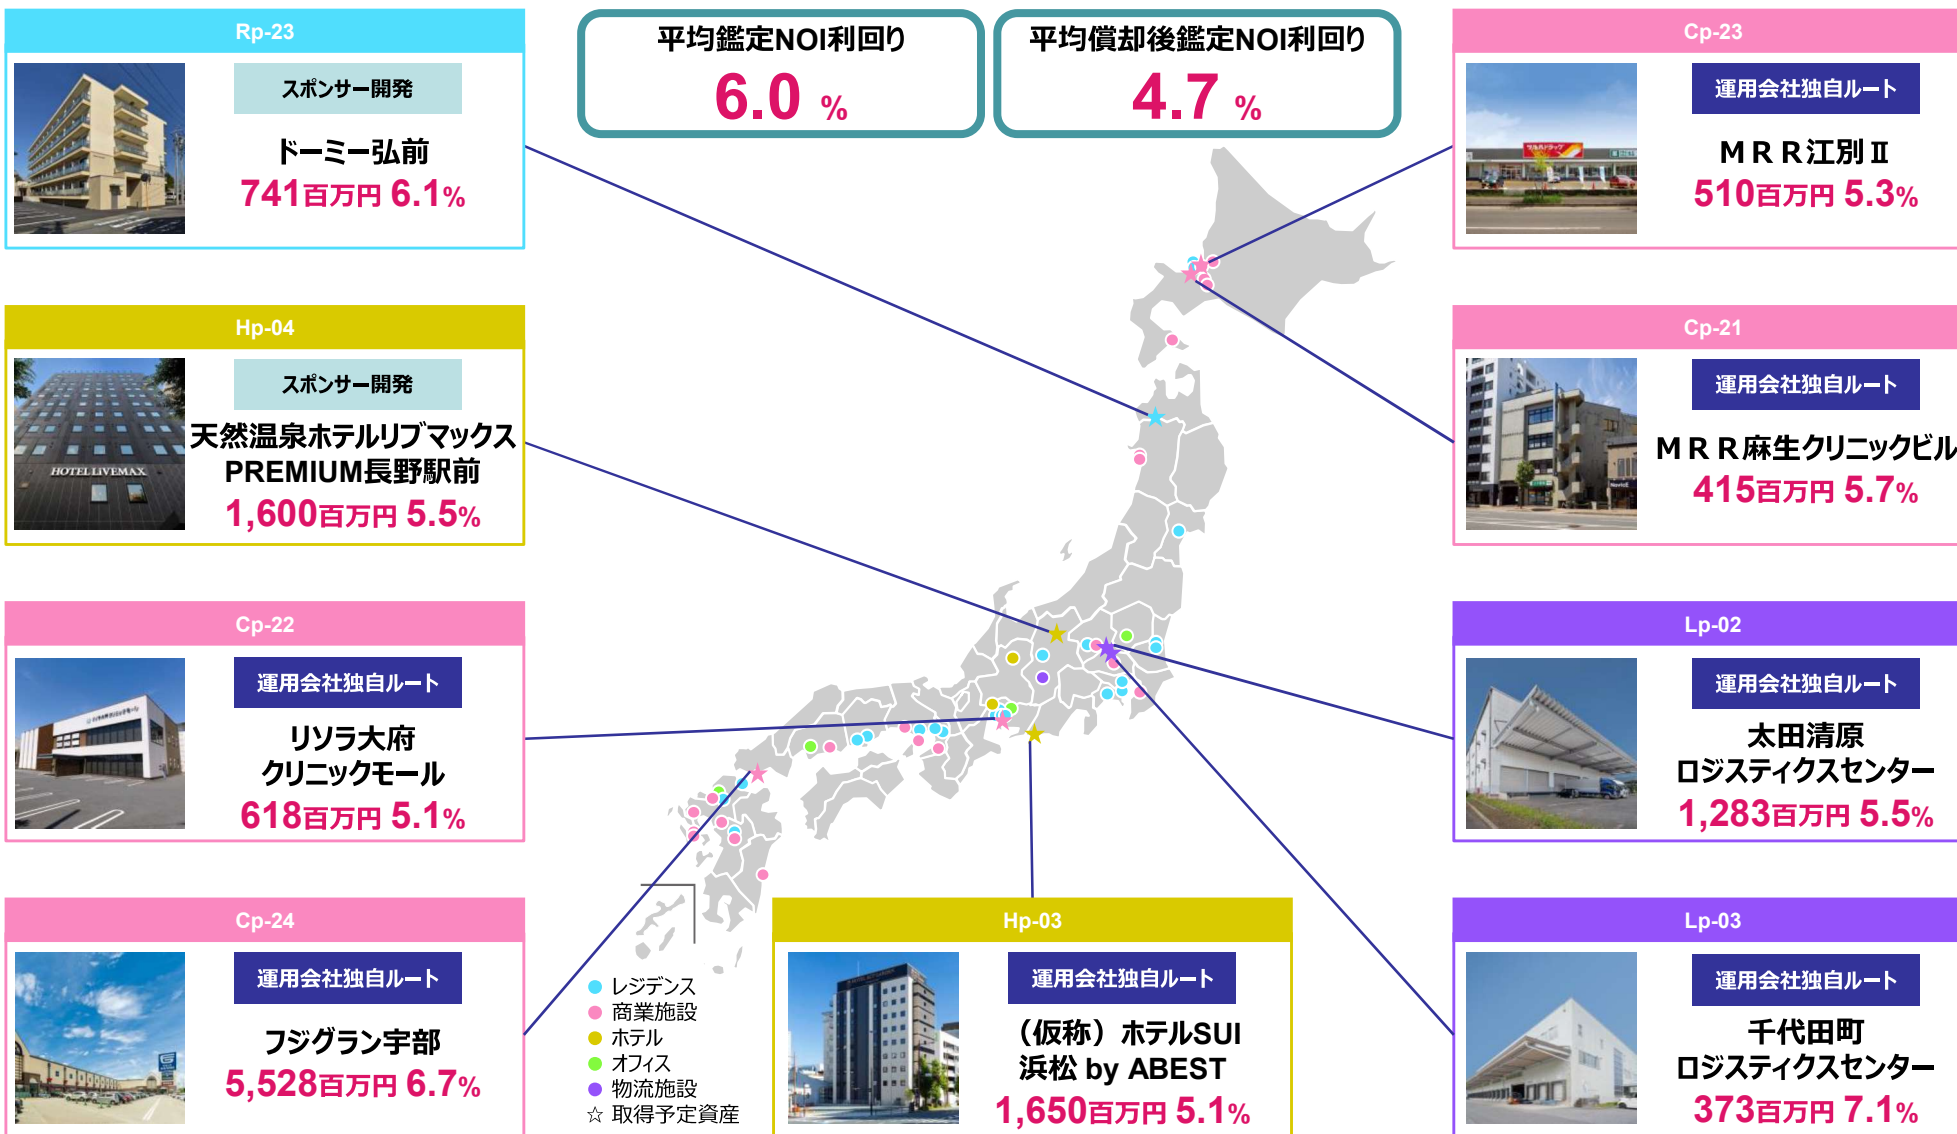 Rp-23
スポンサー開発
ドーミー弘前
741百万円 6.1%
平均鑑定NOI利回り
6.0 %
平均償却後鑑定NOI利回り
4.7 %
Cp-23
運用会社独自ルート
ＭＲＲ江別Ⅱ
510百万円 5.3%
Hp-04
スポンサー開発
天然温泉ホテルリブマックス
PREMIUM長野駅前
1,600百万円 5.5%
HOTEL LiVEMAX
Cp-21
運用会社独自ルート
ＭＲＲ麻生クリニックビル
415百万円 5.7%
Cp-22
運用会社独自ルート
リソラ大府
クリニックモール
618百万円 5.1%
Lp-02
運用会社独自ルート
太田清原
ロジスティクスセンター
1,283百万円 5.5%
Cp-24
運用会社独自ルート
フジグラン宇部
5,528百万円 6.7%
レジデンス
商業施設
ホテル
オフィス
物流施設
☆ 取得予定資産
Hp-03
運用会社独自ルート
（仮称）ホテルSUI
浜松 by ABEST
1,650百万円 5.1%
Lp-03
運用会社独自ルート
千代田町
ロジスティクスセンター
373百万円 7.1%